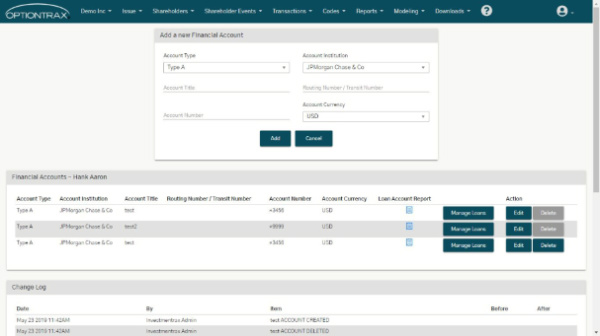 OPTIONTRAX
Demo Inc Issue Shareholders Shareholder Events Transactions Codes Reports Modeling Downloads ?
Add a new Financial Account
Account Type Account Institution
Type A JPMorgan Chase & Co
Account Title Routing Number / Transit Number
Account Currency
Account Number USD
Add Cancel
Financial Accounts - Hank Aaron
Account Type Account Institution Account Title Routing Number / Transit Number Account Number Account Currency Loan Account Report Action
Type A JPMorgan Chase & Co test USD Manage Loans Edit Delete
Type A JPMorgan Chase & Co test2 USD Manage Loans Edit Delete
Type A JPMorgan Chase & Co test USD Manage Loans Edit Delete
Change Log
Date By Item Before After
May 23 2019 11:42AM Investmentrax Admin test ACCOUNT CREATED
May 23 2019 11:42AM Investmentrax Admin test ACCOUNT DELETED